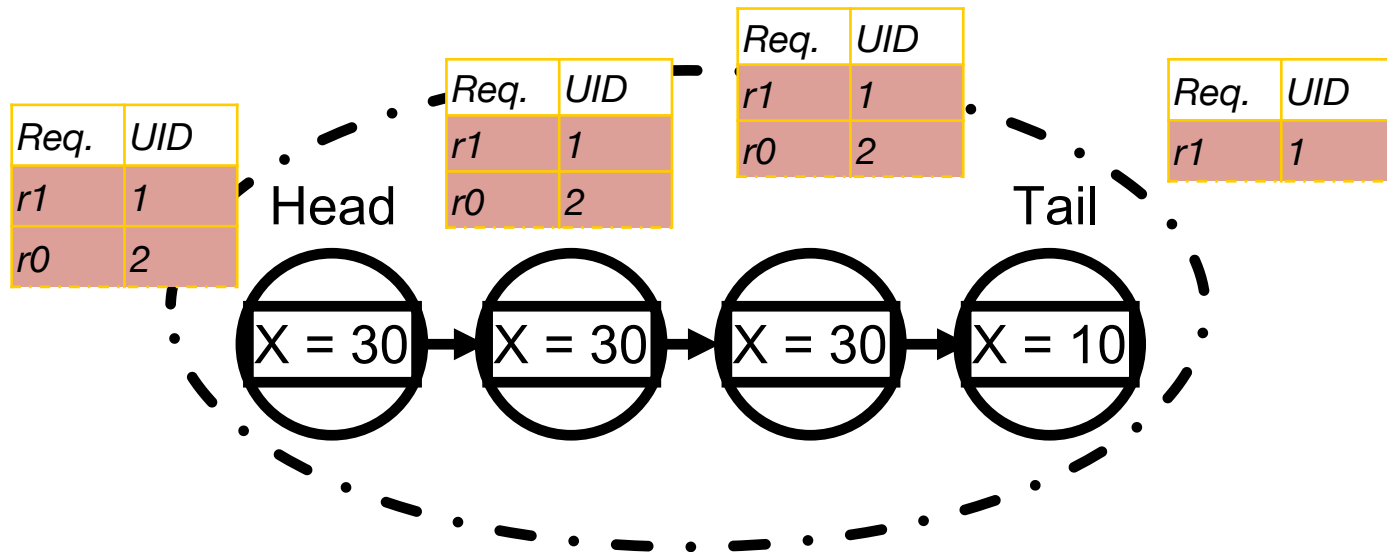 Req. UID
r1 1
r0 2
Req. UID
r1 1
r0 2
Req. UID
r1 1
r0 2
Req. UID
r1 1
Head
Tail
X = 30
X = 30
X = 30
X = 10